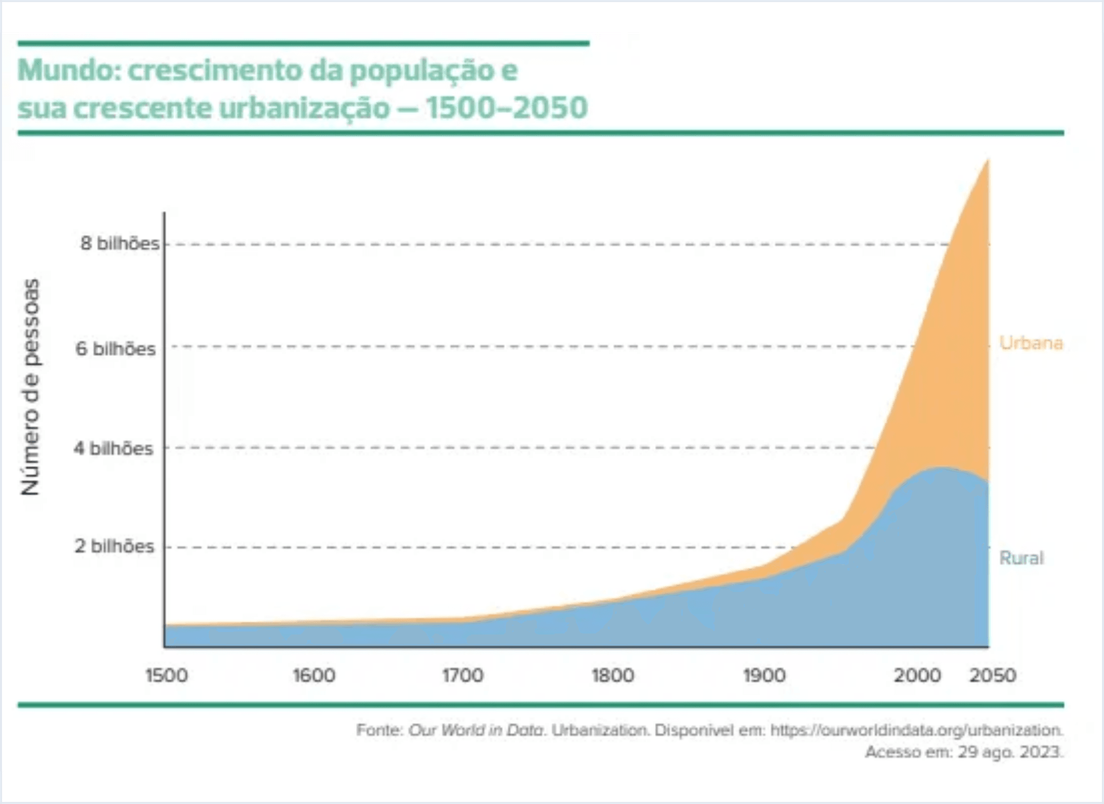 Mundo: crescimento da população e
sua crescente urbanização — 1500–2050
Número de pessoas
8 bilhões
6 bilhões
4 bilhões
2 bilhões
Urbana
Rural
1500 1600 1700 1800 1900 2000 2050
Fonte: Our World in Data. Urbanization. Disponível em: https://ourworldindata.org/urbanization.
Acesso em: 29 ago. 2023.